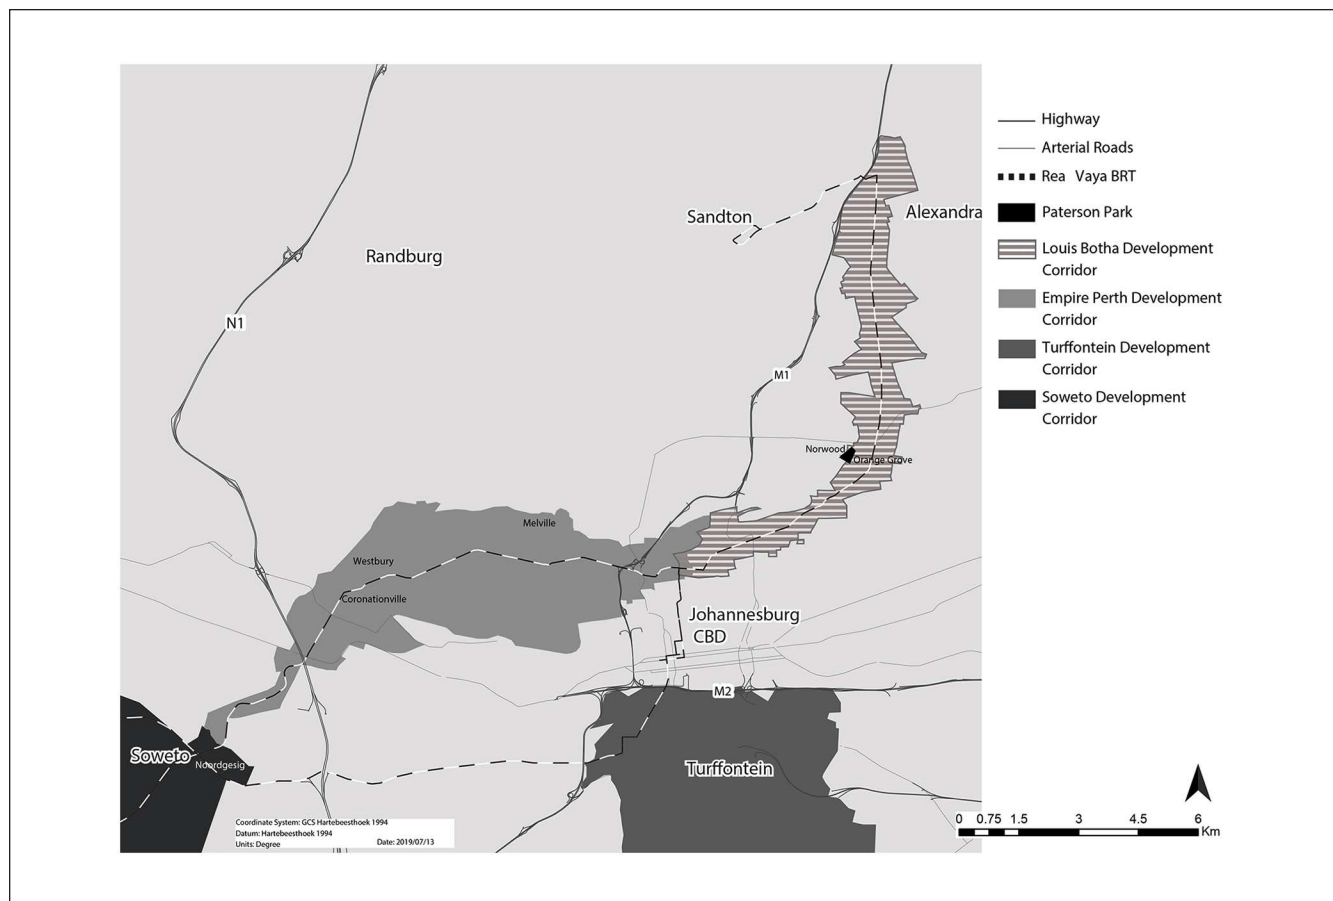 Highway
Arterial Roads
Rea Vaya BRT
Paterson Park
Louis Botha Development
Corridor
Empire Perth Development
Corridor
Turffontein Development
Corridor
Soweto Development
Corridor
Sandton
Alexandra
Randburg
N1
M1
Norwood
Orange Grove
Melville
Westbury
Coronationville
Johannesburg
CBD
M2
Soweto
Noordgesig
Turffontein
Coordinate System: GCS Hartebeesthoek 1994
Datum: Hartebeesthoek 1994
Units: Degree
Date: 2019/07/13
0 0.75 1.5 3 4.5 6
Km